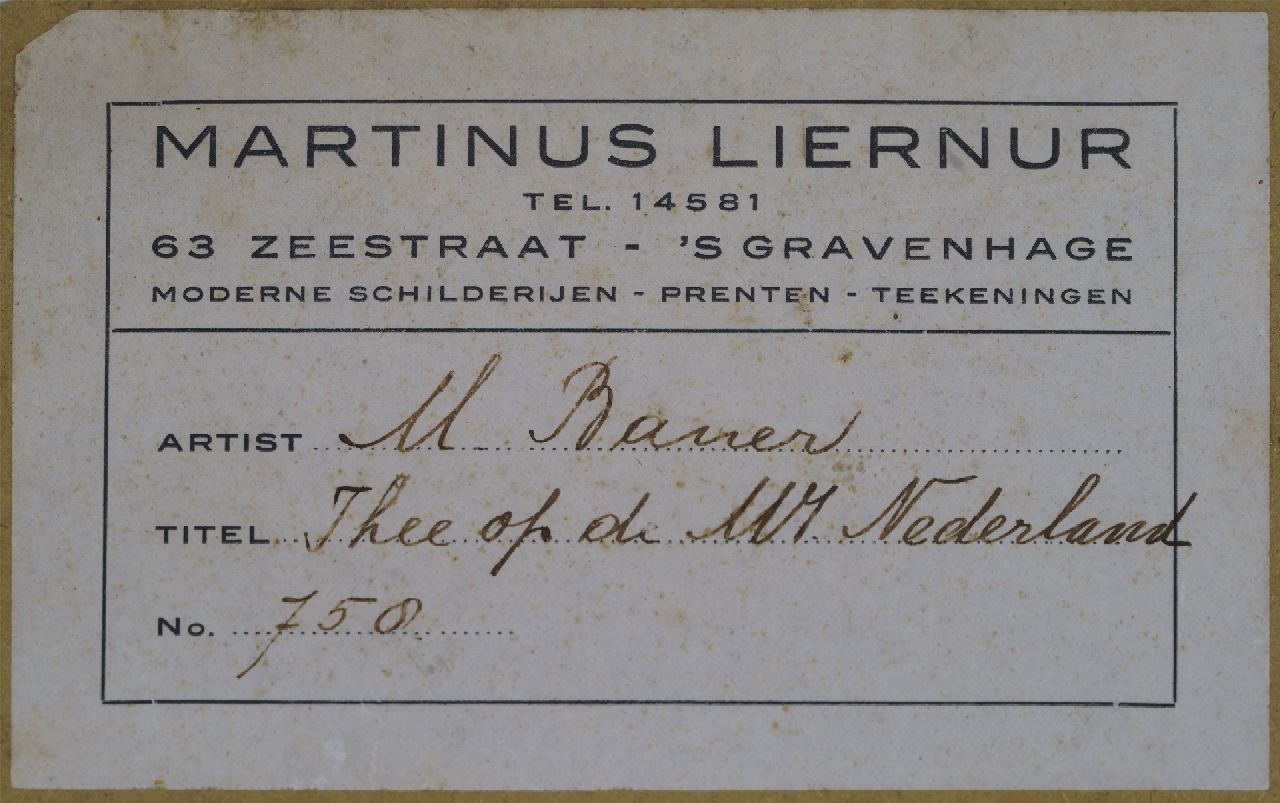 MARTINUS LIERNUR
TEL. 14581
63 ZEESTRAAT - 'S GRAVENHAGE
MODERNE SCHILDERIJEN - PRENTEN - TEEKENINGEN
ARTIST M Bauer
TITEL Thee op de Nederland
No. 758